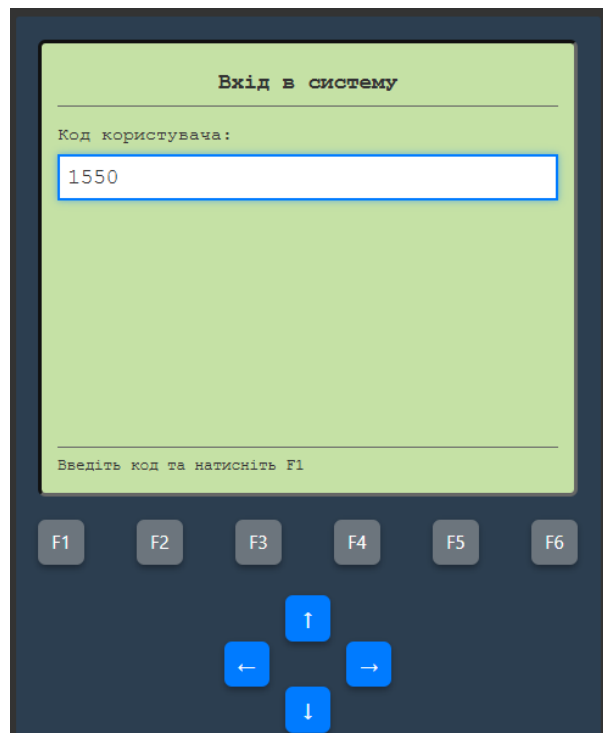 Вхід в систему
Код користувача:
1550
Введіть код та натисніть F1
F1 F2 F3 F4 F5 F6
↑
← →
↓